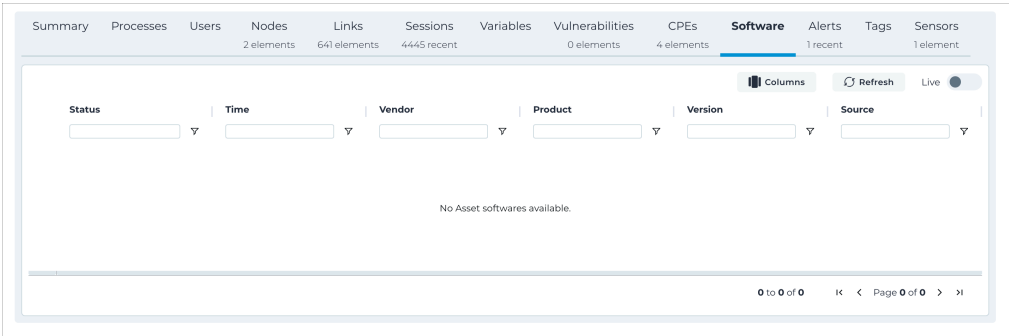 Summary Processes Users Nodes Links Sessions Variables Vulnerabilities CPEs Software Alerts Tags Sensors
2 elements 641 elements 4445 recent 0 elements 4 elements 1 recent 1 element
Columns Refresh Live
Status Time Vendor Product Version Source
No Asset softwares available.
0 to 0 of 0 Page 0 of 0